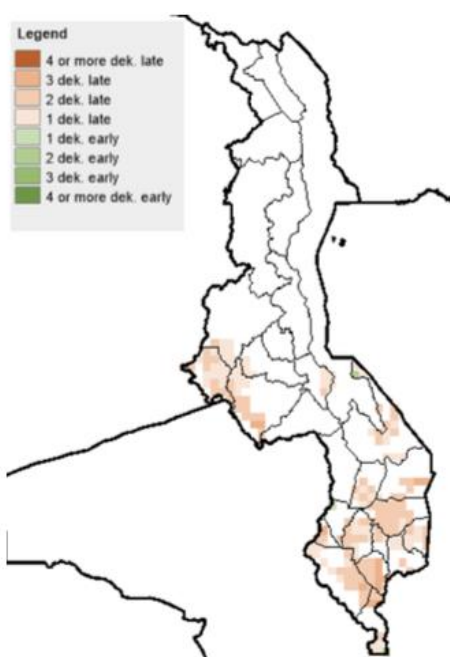 Legend
4 or more dek. late
3 dek. late
2 dek. late
1 dek. late
1 dek. early
2 dek. early
3 dek. early
4 or more dek. early